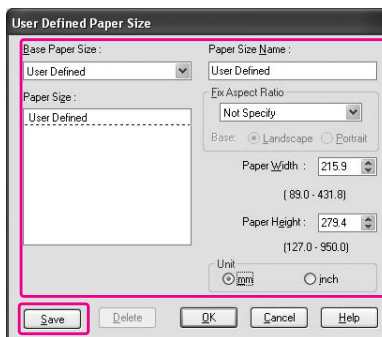 User Defined Paper Size
Base Paper Size :
User Defined
Paper Size :
User Defined
Paper Size Name :
User Defined
Fix Aspect Ratio
Not Specify
Base: Landscape Portrait
Paper Width : 215.9
( 89.0 - 431.8)
Paper Height : 279.4
(127.0 - 950.0)
Unit
mm inch
Save Delete OK Cancel Help